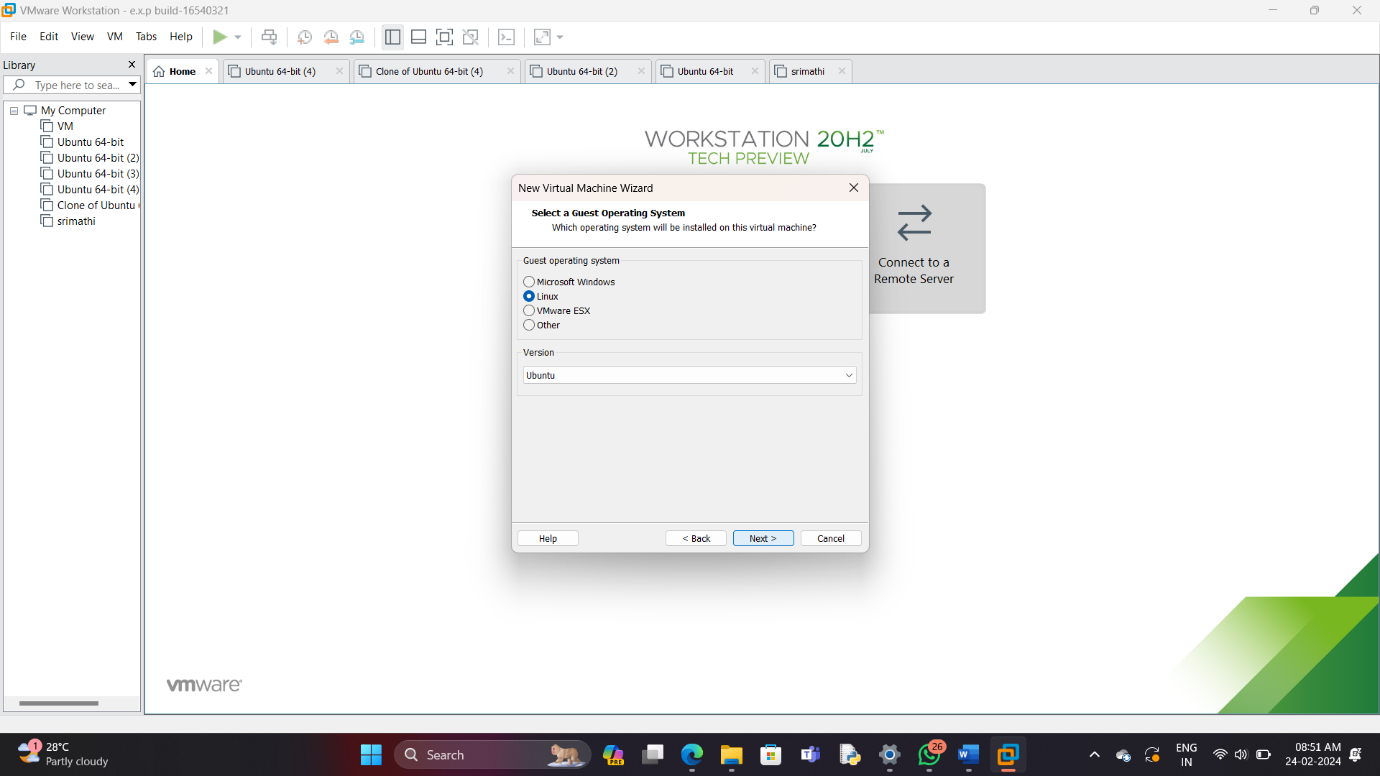 VMware Workstation - e.x.p build-16540321
File Edit View VM Tabs Help
Library
Type here to sea...
My Computer
VM
Ubuntu 64-bit
Ubuntu 64-bit (2)
Ubuntu 64-bit (3)
Ubuntu 64-bit (4)
Clone of Ubuntu
srimathi
Home Ubuntu 64-bit (4) Clone of Ubuntu 64-bit (4) Ubuntu 64-bit (2) Ubuntu 64-bit srimathi
WORKSTATION 20H2™
JULY
TECH PREVIEW
New Virtual Machine Wizard
Select a Guest Operating System
Which operating system will be installed on this virtual machine?
Guest operating system
Microsoft Windows
Linux
VMware ESX
Other
Version
Ubuntu
Help < Back Next > Cancel
Connect to a
Remote Server
vmware®
1
28°C
Partly cloudy
Search
PRE
26
ENG
IN
08:51 AM
24-02-2024